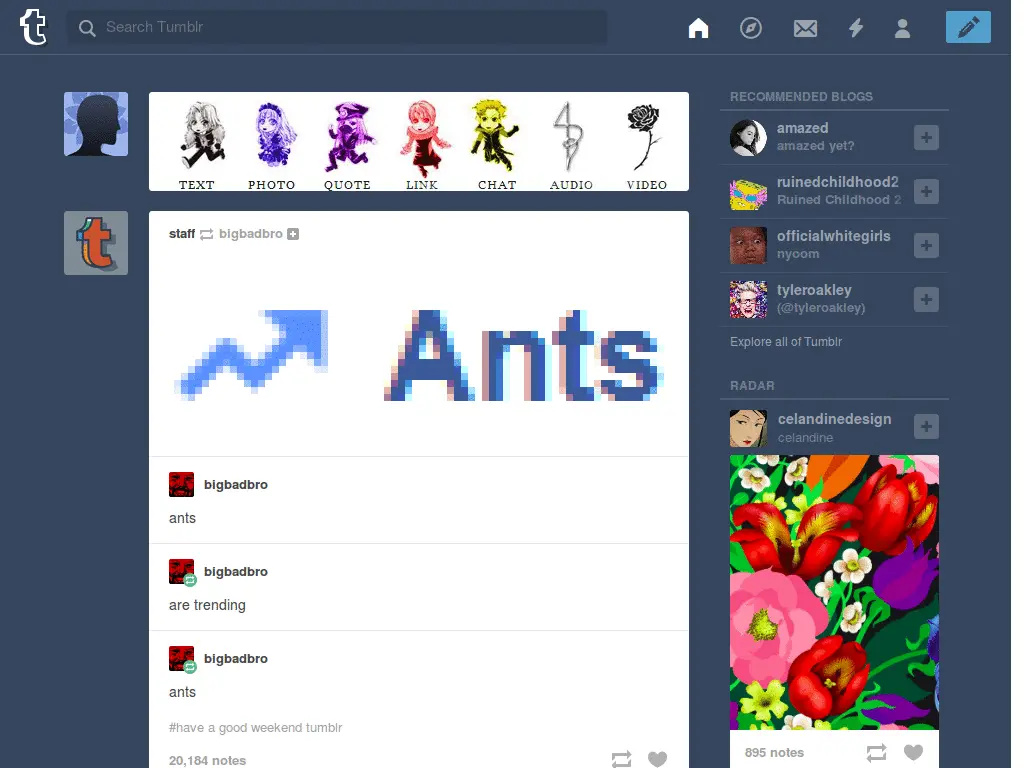 t
Search Tumblr
TEXT PHOTO QUOTE LINK CHAT AUDIO VIDEO
t
staff bigbadbro
Ants
bigbadbro
ants
bigbadbro
are trending
bigbadbro
ants
#have a good weekend tumblr
20,184 notes
RECOMMENDED BLOGS
amazed
amazed yet?
ruinedchildhood2
Ruined Childhood 2
officialwhitegirls
nyoom
tyleroakley
(@tyleroakley)
Explore all of Tumblr
RADAR
celandinedesign
celandine
895 notes